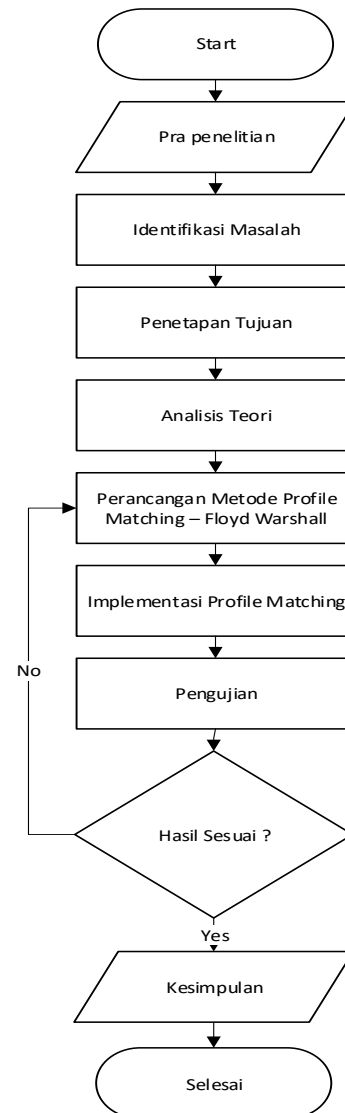 Start
Pra penelitian
Identifikasi Masalah
Penetapan Tujuan
Analisis Teori
Perancangan Metode Profile
Matching – Floyd Warshall
Implementasi Profile Matching
No
Pengujian
Hasil Sesuai ?
Yes
Kesimpulan
Selesai